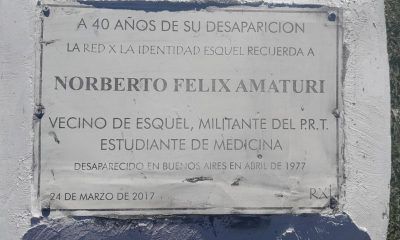 A 40 AÑOS DE SU DESAPARICION
LA RED X LA IDENTIDAD ESQUEL RECUERDA A
NORBERTO FELIX AMATURI
VECINO DE ESQUEL, MILITANTE DEL P.R.T.
ESTUDIANTE DE MEDICINA
DESAPARECIDO EN BUENOS AIRES EN ABRIL DE 1977
24 DE MARZO DE 2017
RXI